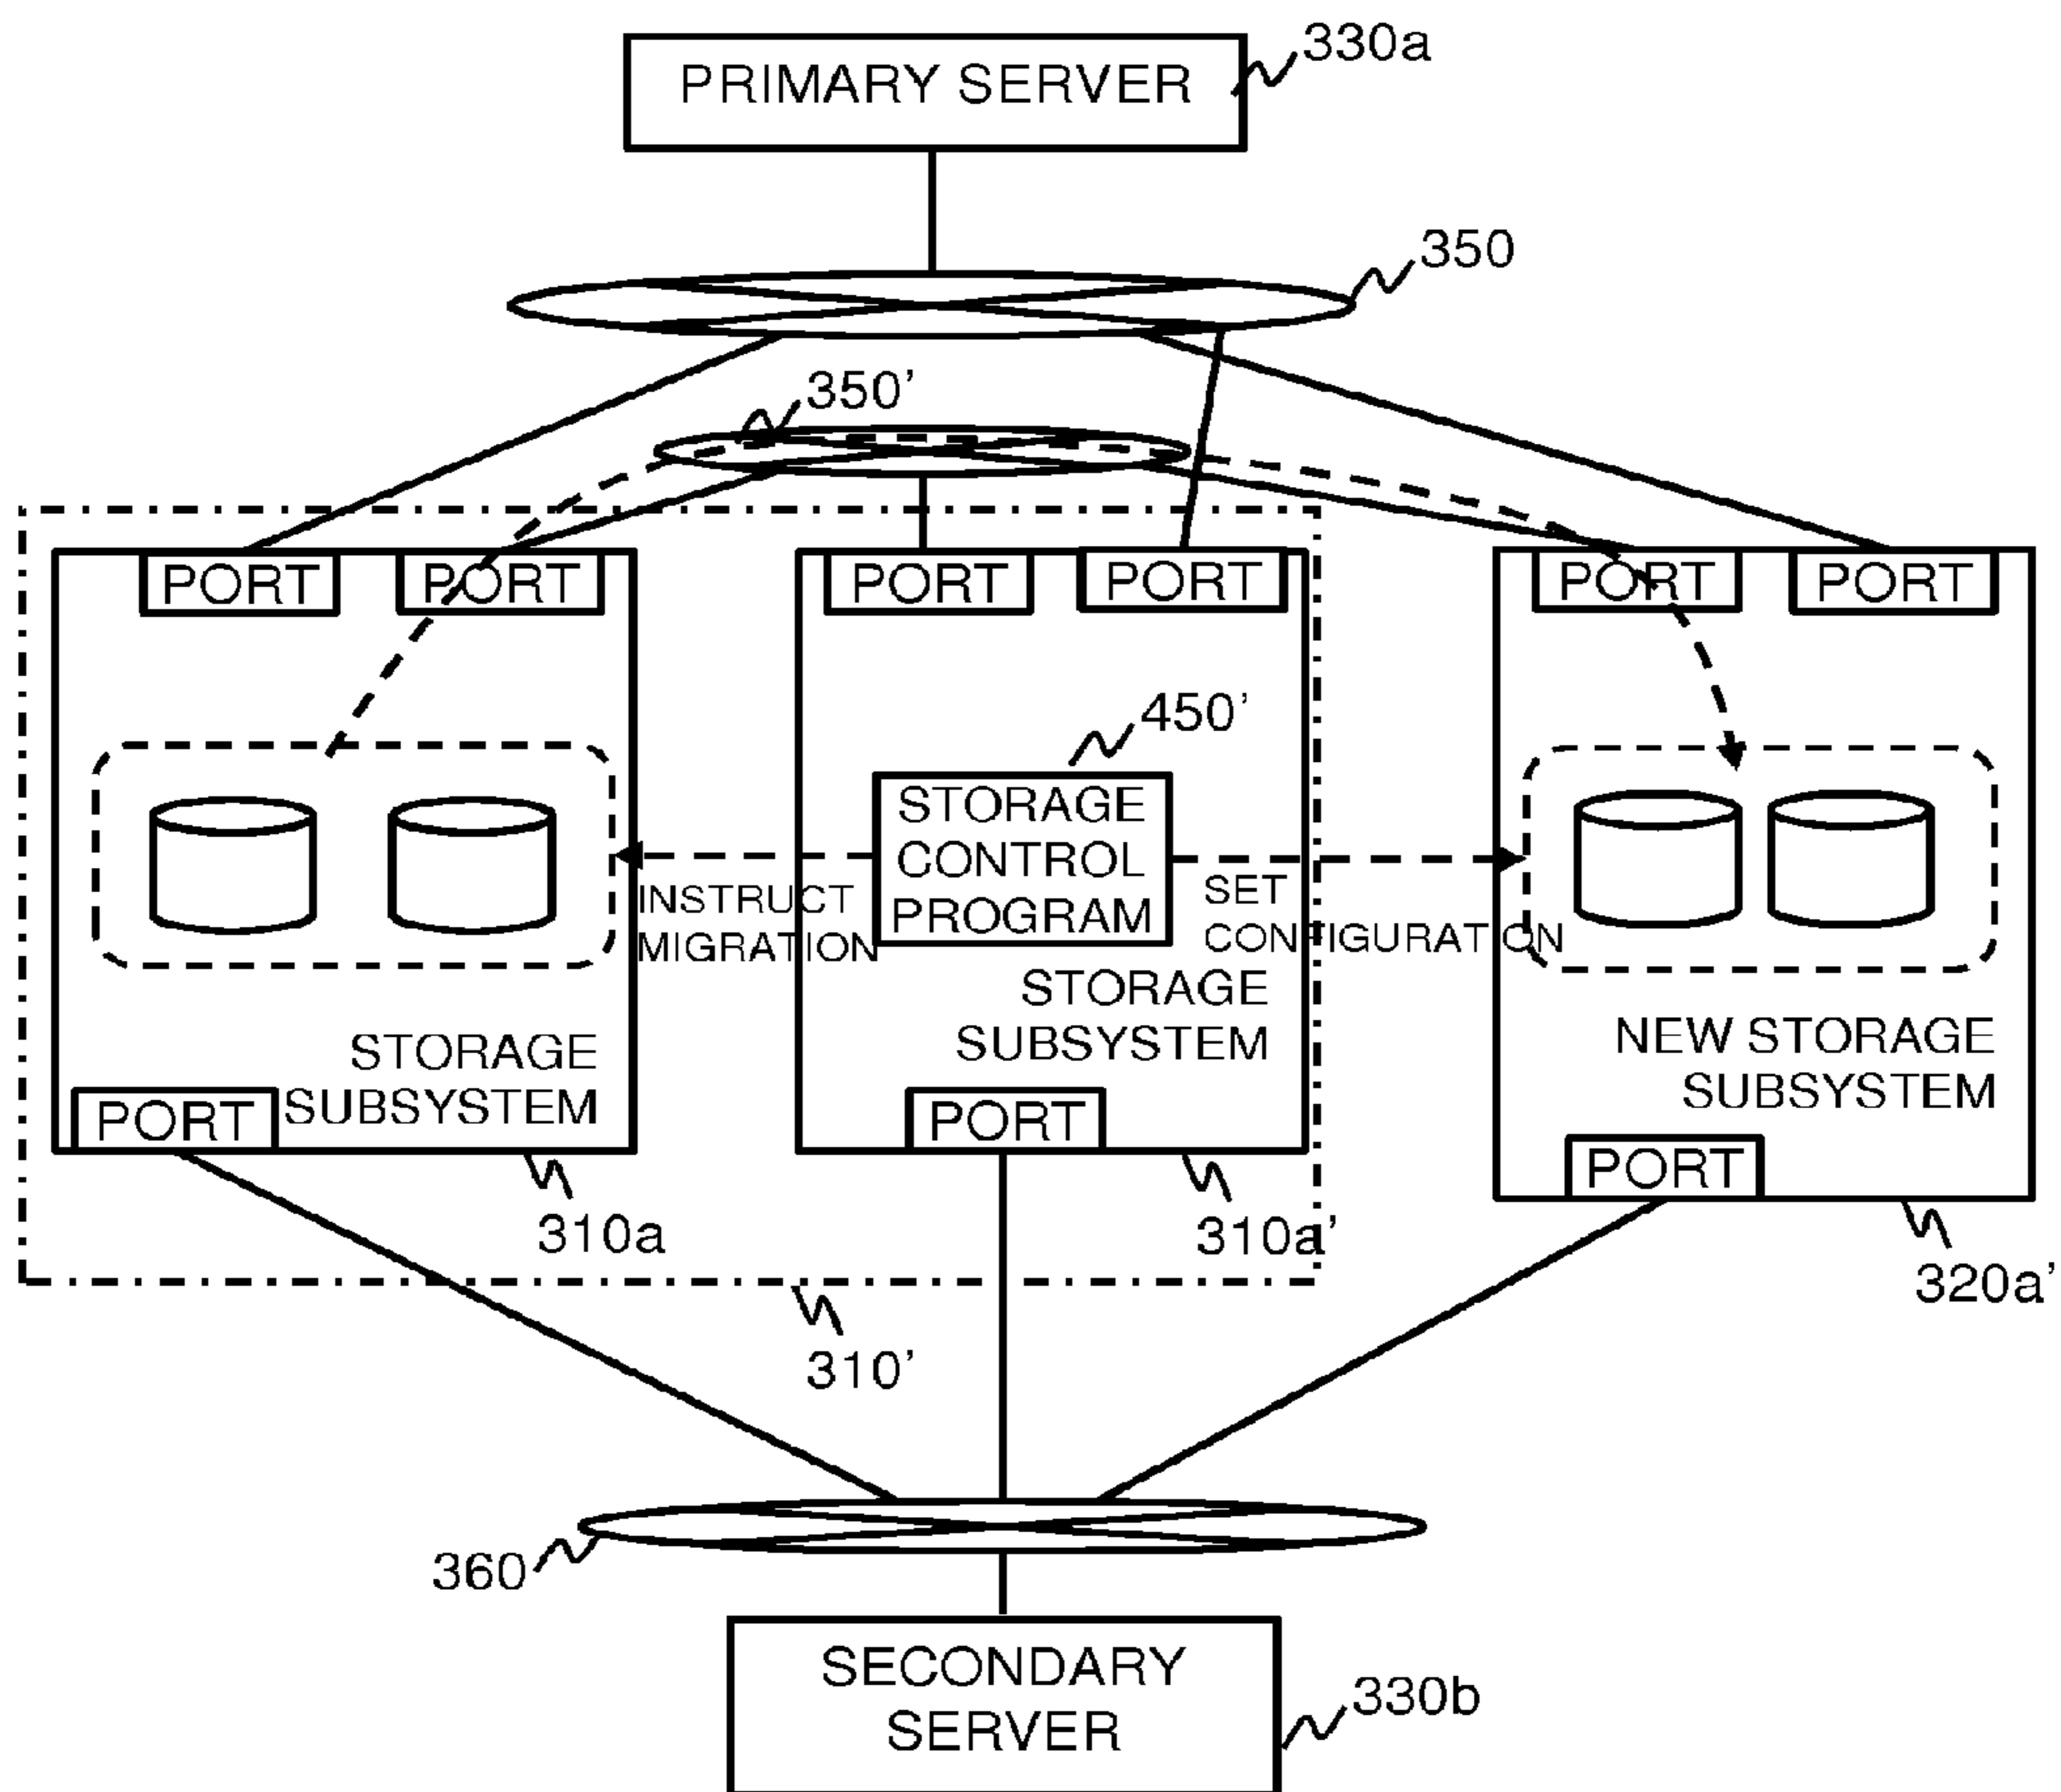 330a
PRIMARY SERVER
350
350’
PORT
PORT
PORT
PORT
PORT
PORT
450’
STORAGE
CONTROL
PROGRAM
INSTRUCT
MIGRATION
SET
CONFIGURATION
STORAGE
SUBSYSTEM
STORAGE
SUBSYSTEM
NEW STORAGE
SUBSYSTEM
PORT
PORT
PORT
310a
310a’
320a’
310’
360
SECONDARY
SERVER
330b